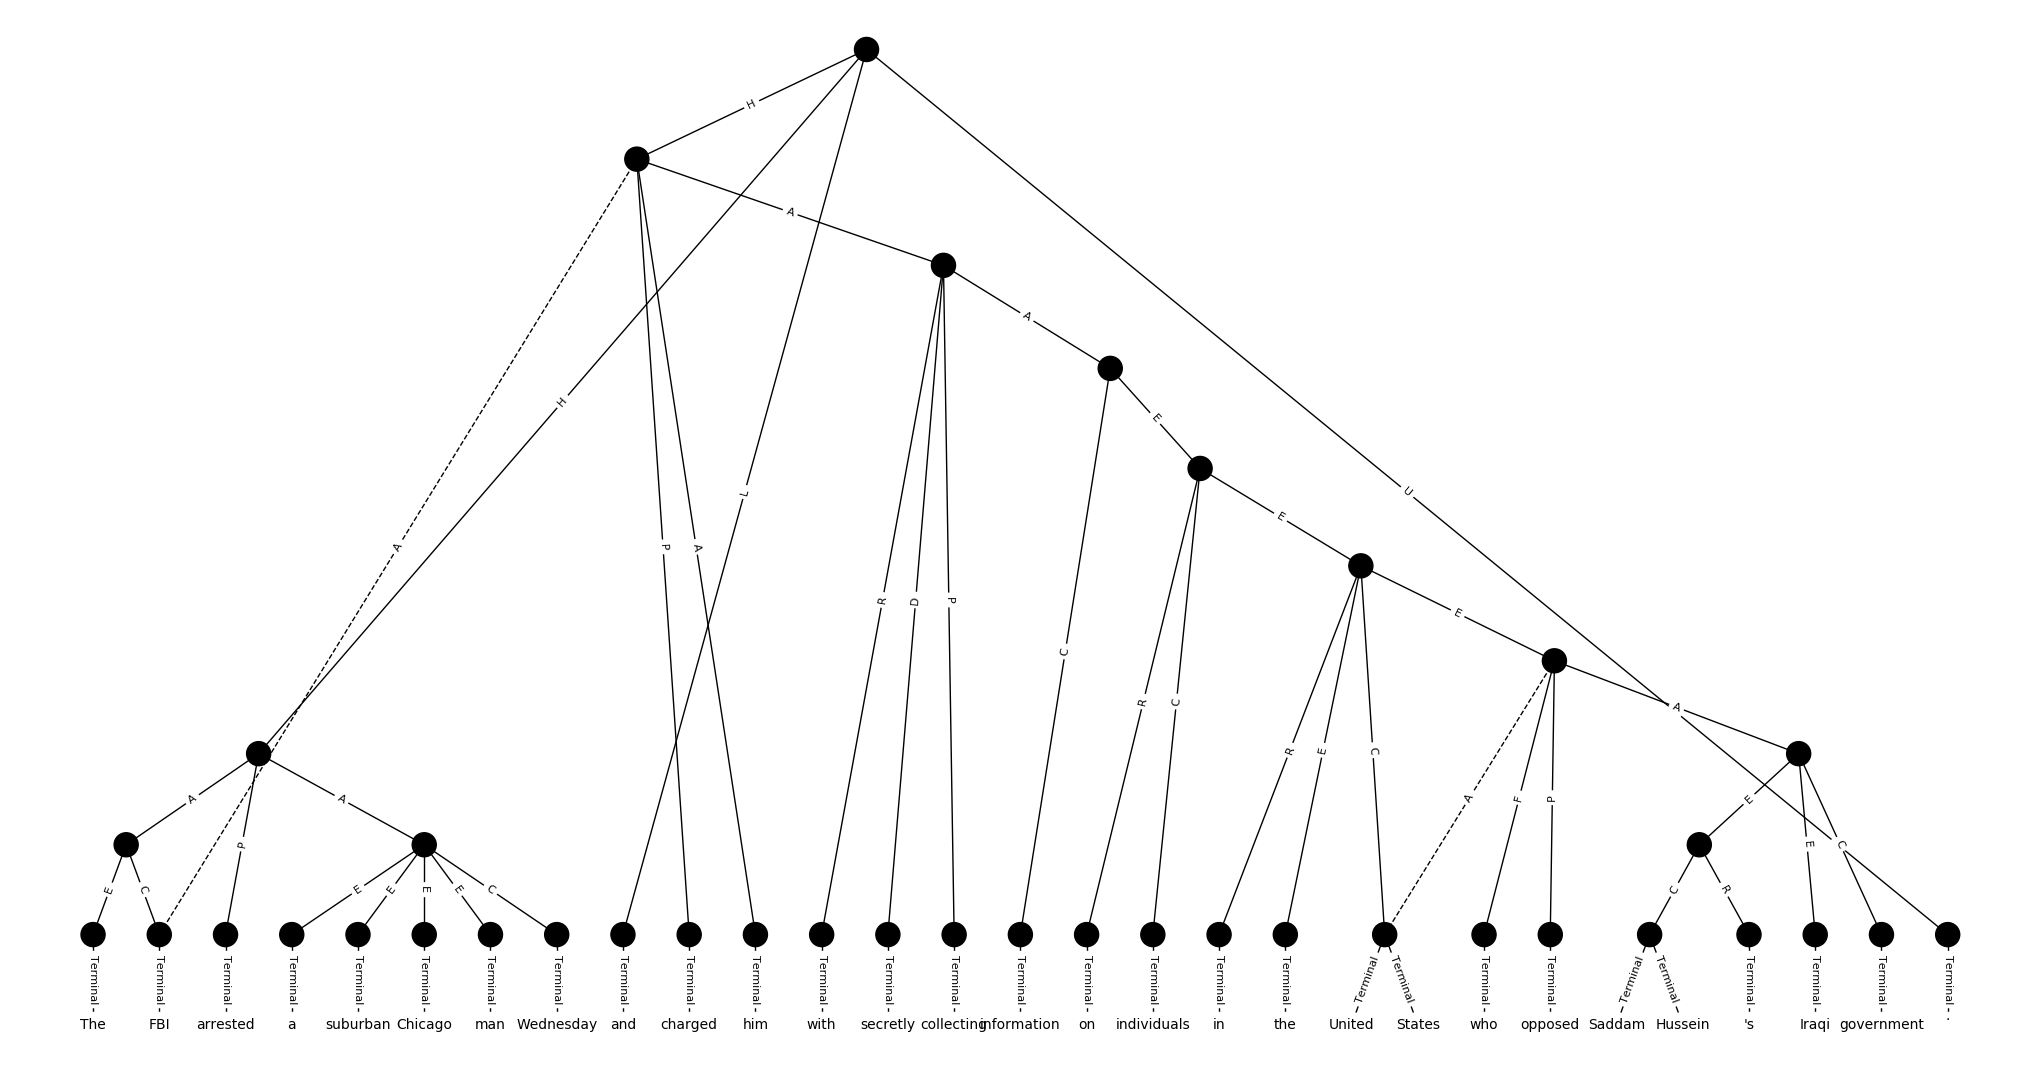 H
A
H
A
A
E
L
U
A
P
A
E
R
D
P
E
C
R
C
A
R
E
C
A
F
P
A
P
A
E
E
C
E
C
E
E
E
E
C
C
R
Terminal Terminal Terminal Terminal Terminal Terminal Terminal Terminal Terminal Terminal Terminal Terminal Terminal Terminal Terminal Terminal Terminal Terminal Terminal Terminal Terminal Terminal Terminal Terminal Terminal Terminal Terminal Terminal Terminal
The FBI arrested a suburban Chicago man Wednesday and charged him with secretly collecting information on individuals in the United States who opposed Saddam Hussein 's Iraqi government .